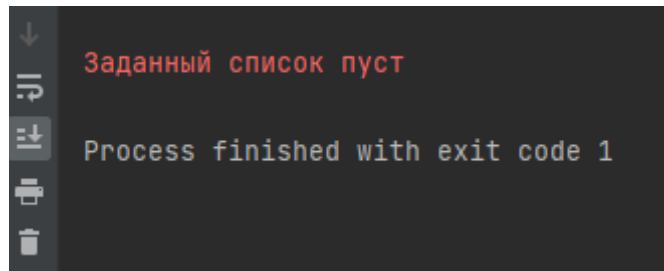 Заданный список пуст
Process finished with exit code 1